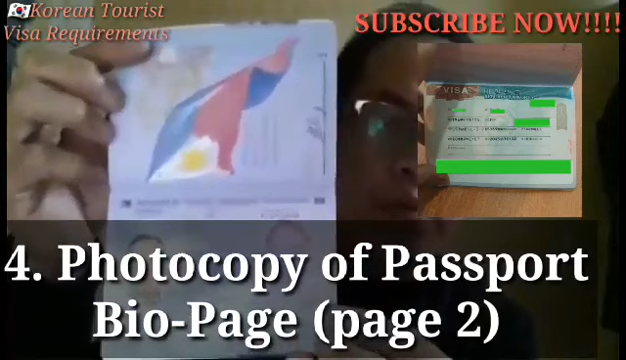 🇰🇷Korean Tourist
Visa Requirements
SUBSCRIBE NOW!!!!
VISA
4. Photocopy of Passport
Bio-Page (page 2)